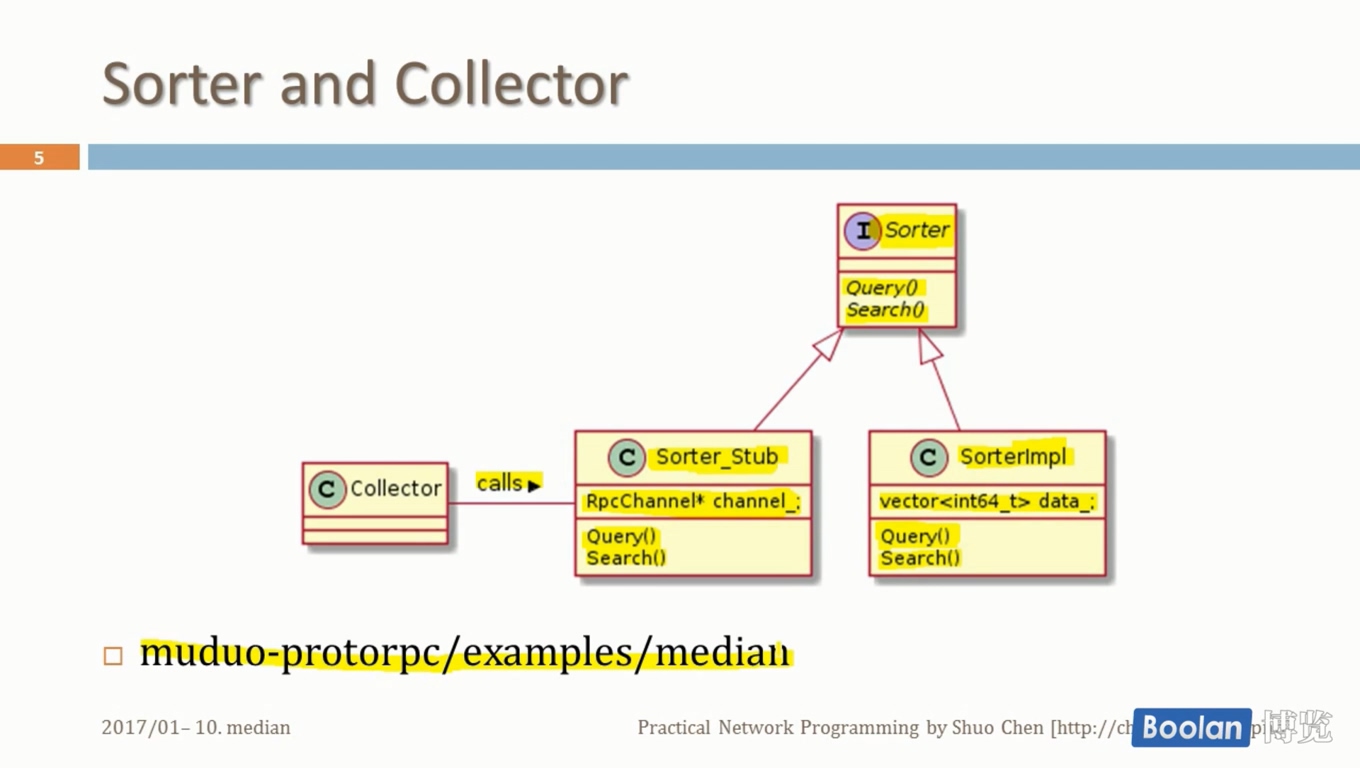 Sorter and Collector
5
I Sorter
Query()
Search()
C Sorter_Stub
RpcChannel* channel_;
Query()
Search()
C SorterImpl
vector<int64_t> data_;
Query()
Search()
C Collector
calls ▶
muduo-protorpc/examples/median
2017/01– 10. median
Practical Network Programming by Shuo Chen [http://ch
Boolan 博览